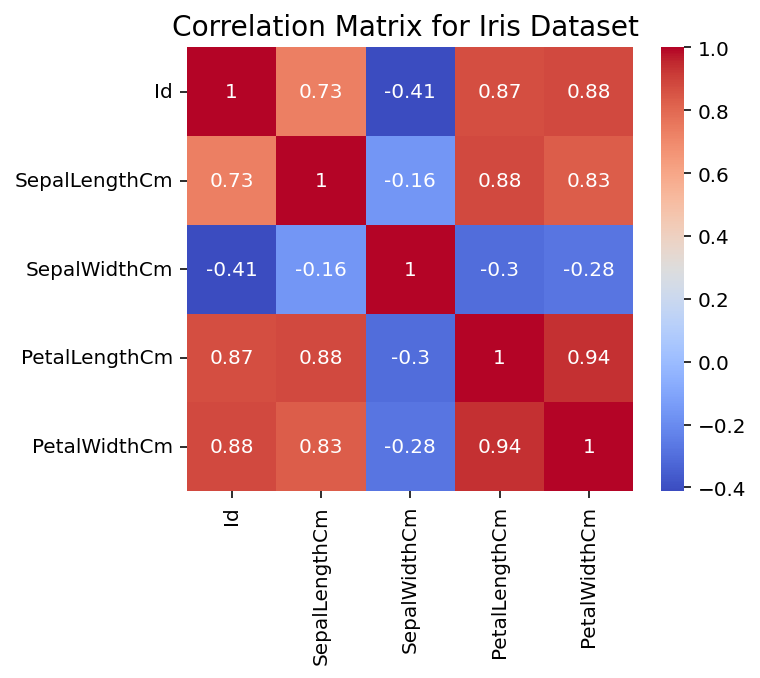 Correlation Matrix for Iris Dataset
Id 1 0.73 -0.41 0.87 0.88
SepalLengthCm 0.73 1 -0.16 0.88 0.83
SepalWidthCm -0.41 -0.16 1 -0.3 -0.28
PetalLengthCm 0.87 0.88 -0.3 1 0.94
PetalWidthCm 0.88 0.83 -0.28 0.94 1
Id
SepalLengthCm
SepalWidthCm
PetalLengthCm
PetalWidthCm
1.0
0.8
0.6
0.4
0.2
0.0
−0.2
−0.4